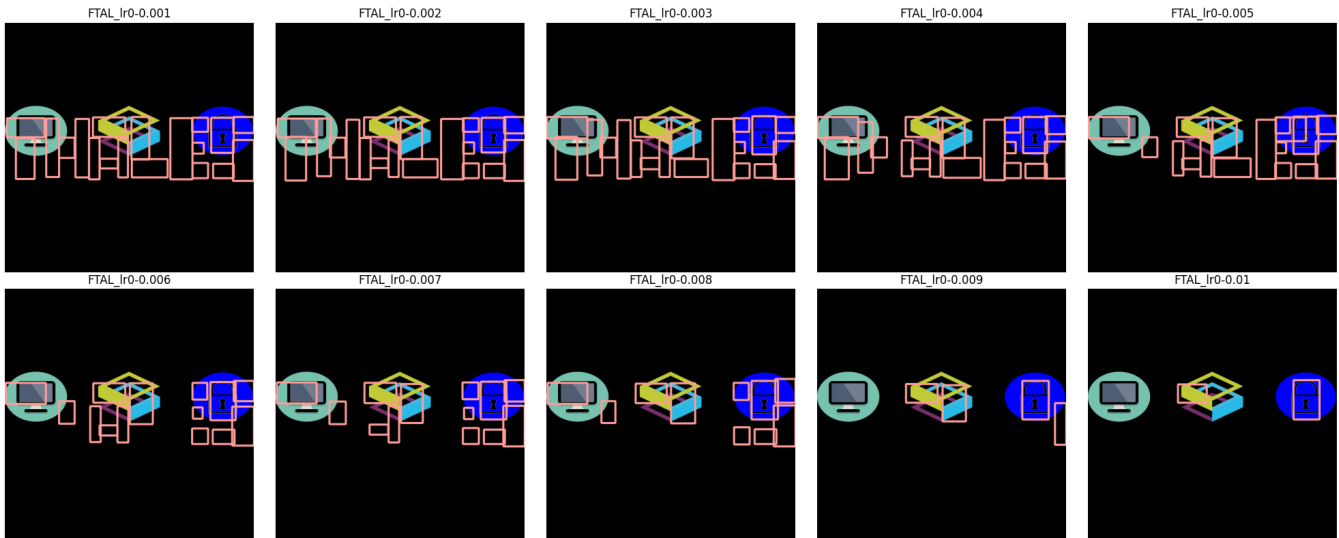 FTAL_lr0-0.001
FTAL_lr0-0.002
FTAL_lr0-0.003
FTAL_lr0-0.004
FTAL_lr0-0.005
FTAL_lr0-0.006
FTAL_lr0-0.007
FTAL_lr0-0.008
FTAL_lr0-0.009
FTAL_lr0-0.01